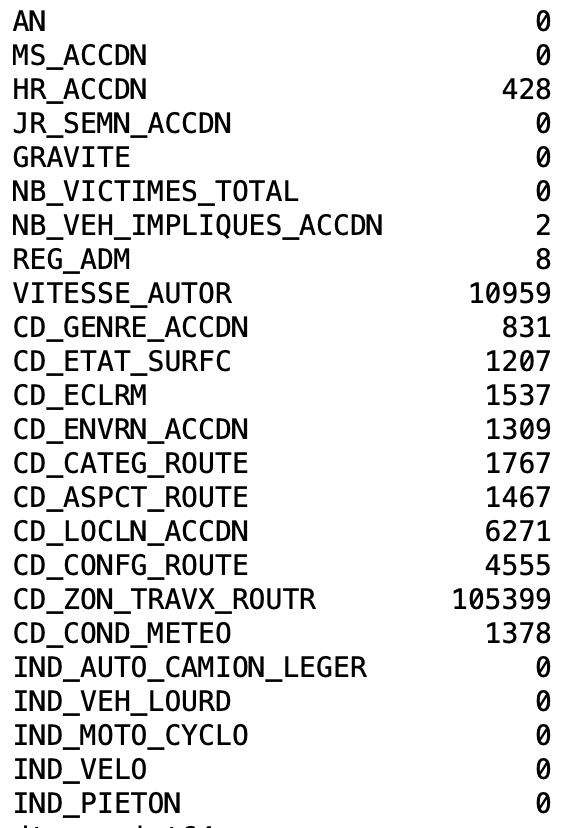 AN 0
MS_ACCDN 0
HR_ACCDN 428
JR_SEMN_ACCDN 0
GRAVITE 0
NB_VICTIMES_TOTAL 0
NB_VEH_IMPLIQUES_ACCDN 2
REG_ADM 8
VITESSE_AUTOR 10959
CD_GENRE_ACCDN 831
CD_ETAT_SURFC 1207
CD_ECLRM 1537
CD_ENVRN_ACCDN 1309
CD_CATEG_ROUTE 1767
CD_ASPCT_ROUTE 1467
CD_LOCLN_ACCDN 6271
CD_CONFG_ROUTE 4555
CD_ZON_TRAVX_ROUTR 105399
CD_COND_METEO 1378
IND_AUTO_CAMION_LEGER 0
IND_VEH_LOURD 0
IND_MOTO_CYCLO 0
IND_VELO 0
IND_PIETON 0